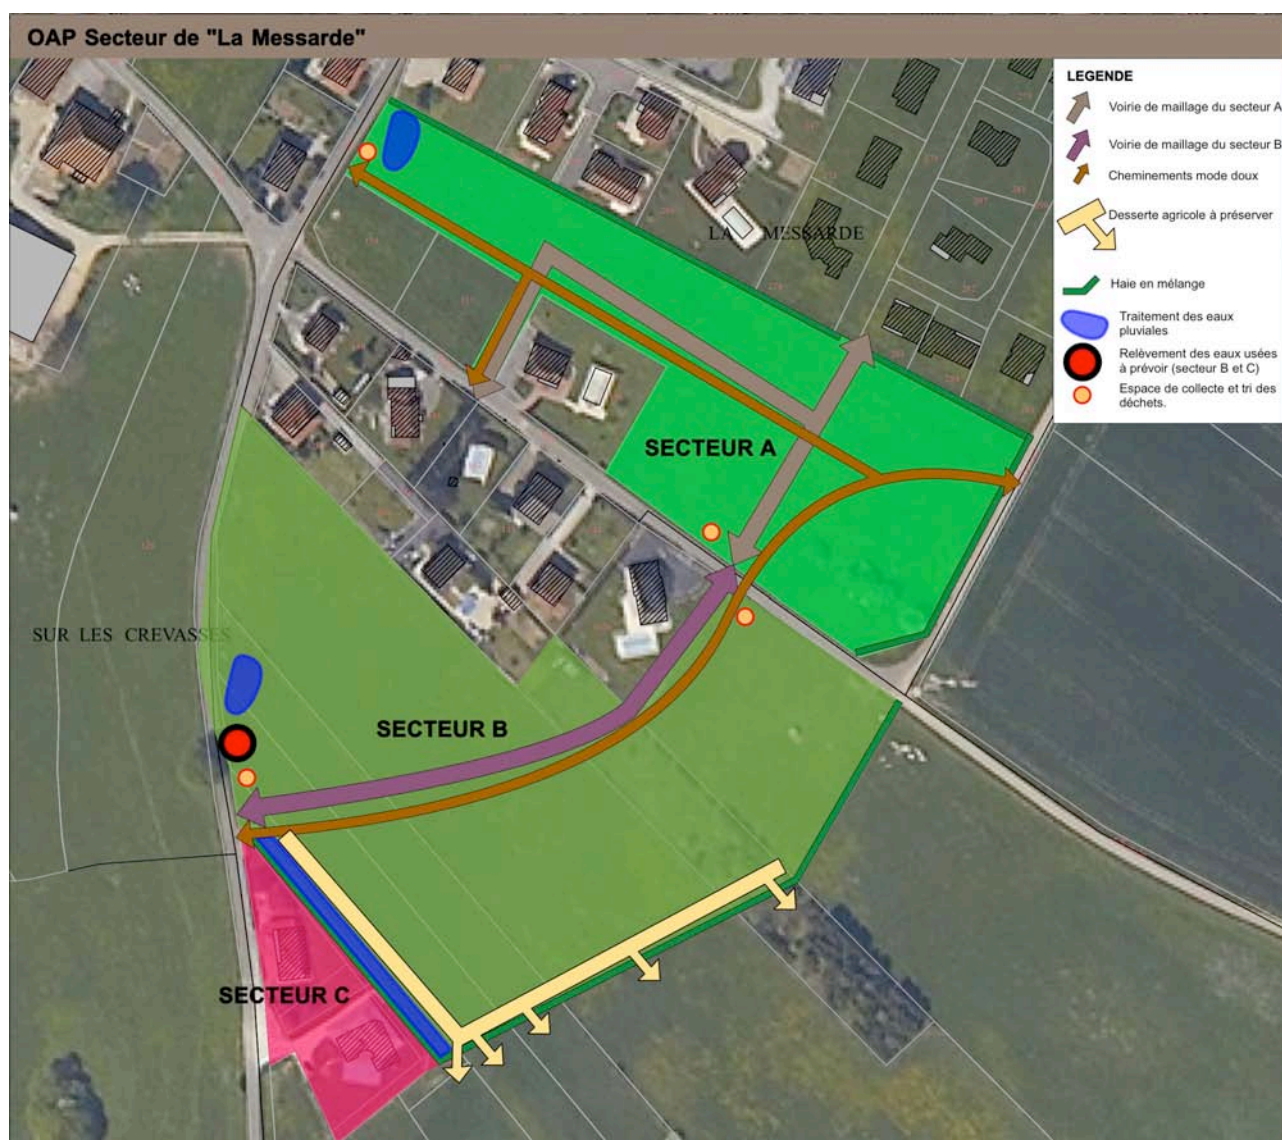 OAP Secteur de "La Messarde"
LEGENDE
Voirie de maillage du secteur A
Voirie de maillage du secteur B
Cheminements mode doux
Desserte agricole à préserver
Haie en mélange
Traitement des eaux
pluviales
Relèvement des eaux usées
à prévoir (secteur B et C)
Espace de collecte et tri des
déchets.
LA MESSARDE
SECTEUR A
SUR LES CREVASSES
SECTEUR B
SECTEUR C